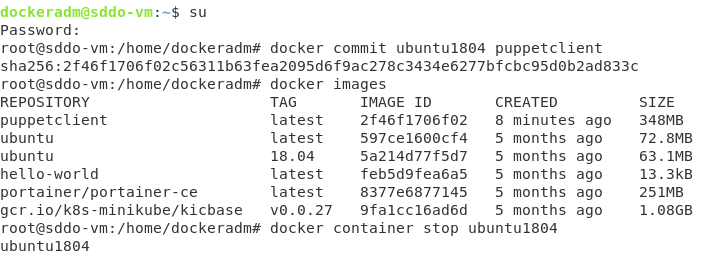 dockeradm@sddo-vm:~$ su
Password:
root@sddo-vm:/home/dockeradm# docker commit ubuntu1804 puppetclient
sha256:2f46f1706f02c56311b63fea2095d6f9ac278c3434e6277bfcbc95d0b2ad833c
root@sddo-vm:/home/dockeradm# docker images
REPOSITORY                    TAG       IMAGE ID       CREATED         SIZE
puppetclient                  latest    2f46f1706f02   8 minutes ago   348MB
ubuntu                        latest    597ce1600cf4   5 months ago    72.8MB
ubuntu                        18.04     5a214d77f5d7   5 months ago    63.1MB
hello-world                   latest    feb5d9fea6a5   5 months ago    13.3kB
portainer/portainer-ce        latest    8377e6877145   5 months ago    251MB
gcr.io/k8s-minikube/kicbase   v0.0.27   9fa1cc16ad6d   5 months ago    1.08GB
root@sddo-vm:/home/dockeradm# docker container stop ubuntu1804
ubuntu1804